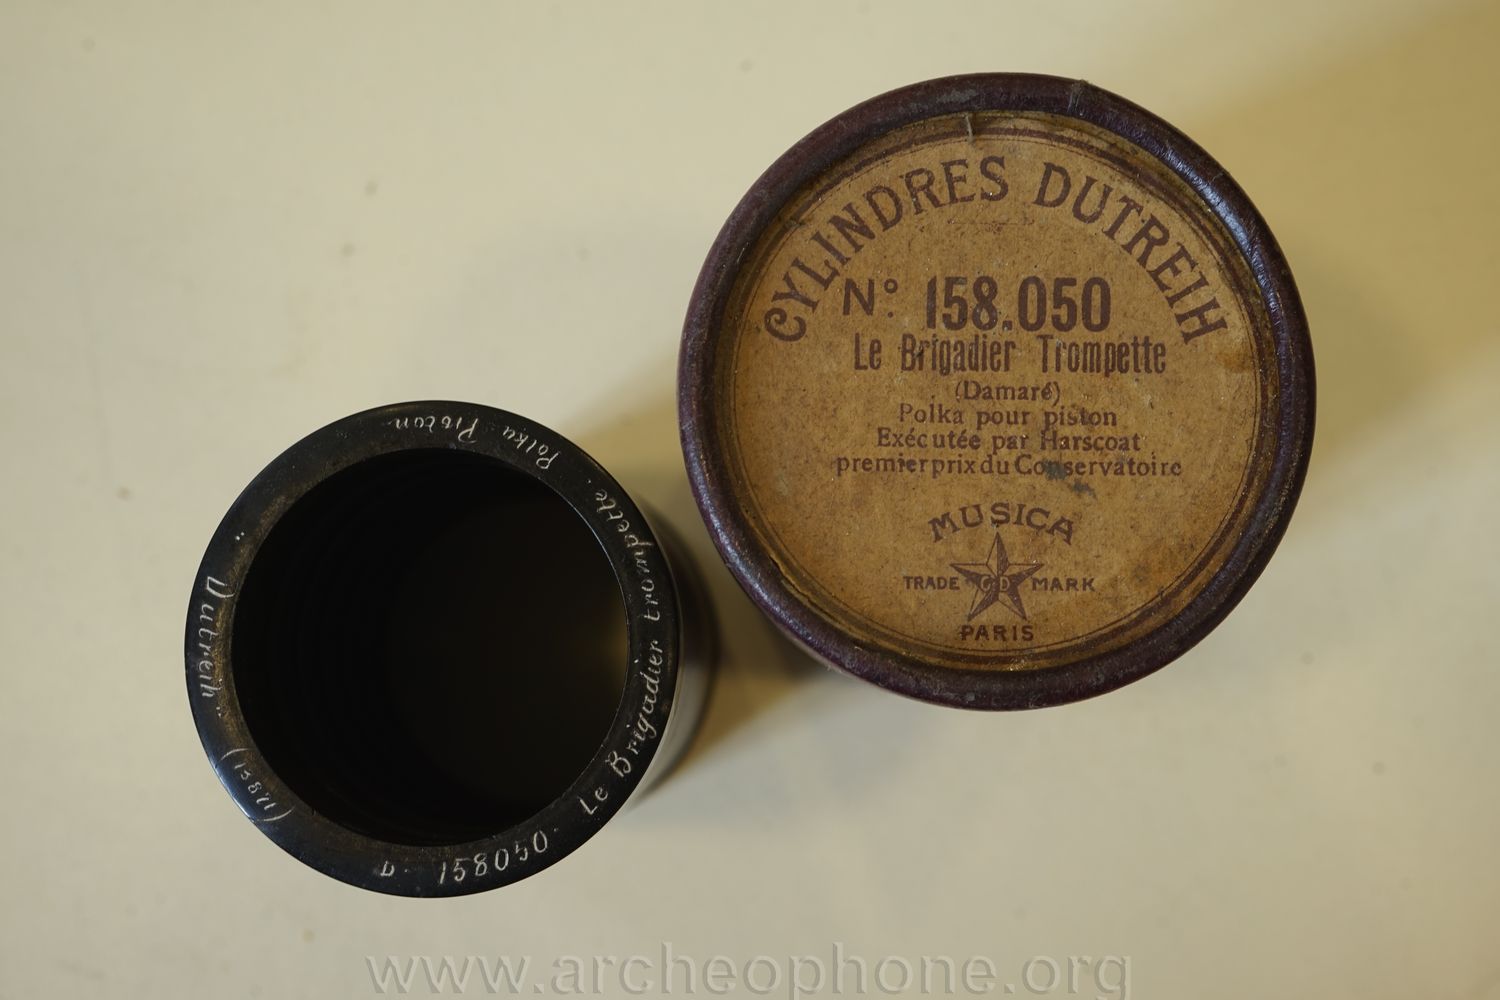 CYLINDRES DUTREIH
N° 158.050
Le Brigadier Trompette
(Damaré)
Polka pour piston
Exécutée par Harscoat
premier prix du Conservatoire
MUSICA
TRADE GD MARK
PARIS
158050. Le Brigadier trompette. Polka Piston
Dutreih..
www.archeophone.org